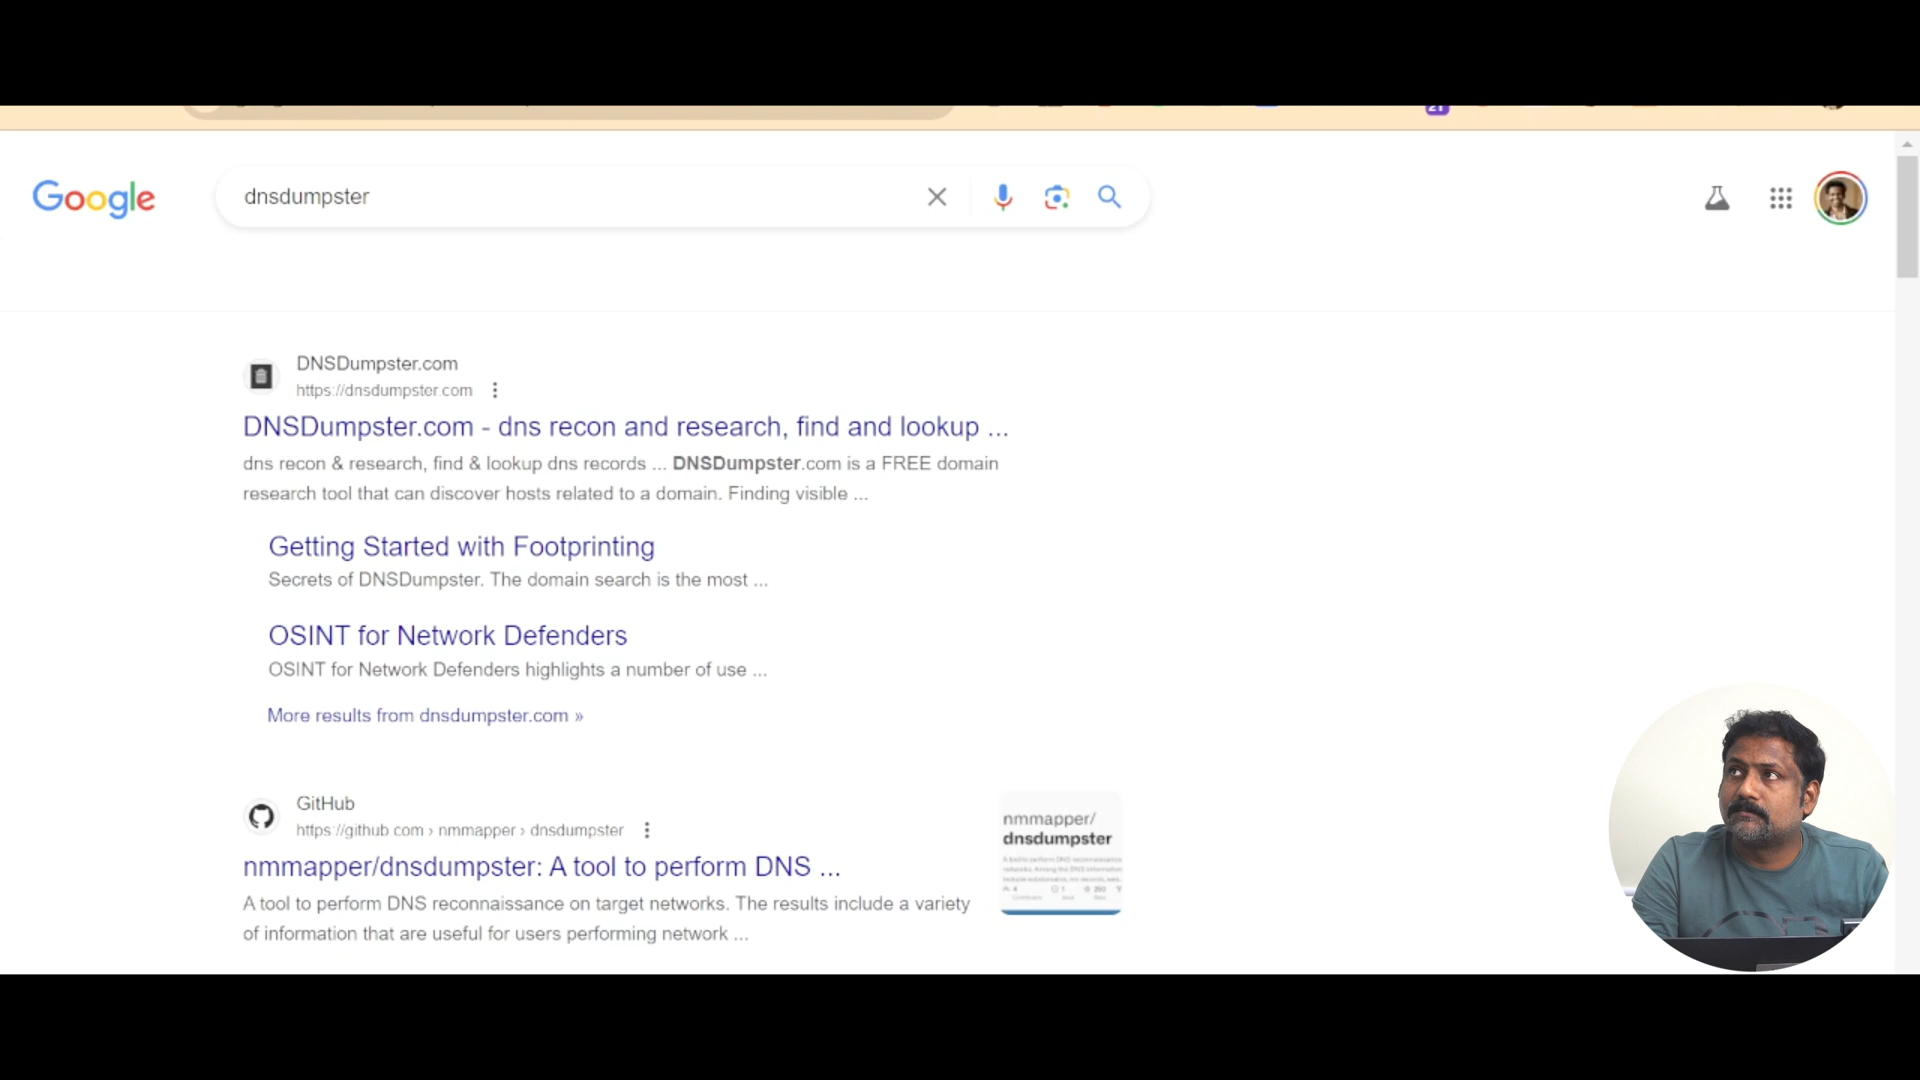 21
Google
dnsdumpster
DNSDumpster.com
https://dnsdumpster.com
DNSDumpster.com - dns recon and research, find and lookup ...
dns recon & research, find & lookup dns records ... DNSDumpster.com is a FREE domain
research tool that can discover hosts related to a domain. Finding visible ...
Getting Started with Footprinting
Secrets of DNSDumpster. The domain search is the most ...
OSINT for Network Defenders
OSINT for Network Defenders highlights a number of use ...
More results from dnsdumpster.com »
GitHub
https://github.com › nmmapper › dnsdumpster
nmmapper/dnsdumpster: A tool to perform DNS ...
A tool to perform DNS reconnaissance on target networks. The results include a variety
of information that are useful for users performing network ...
nmmapper/
dnsdumpster